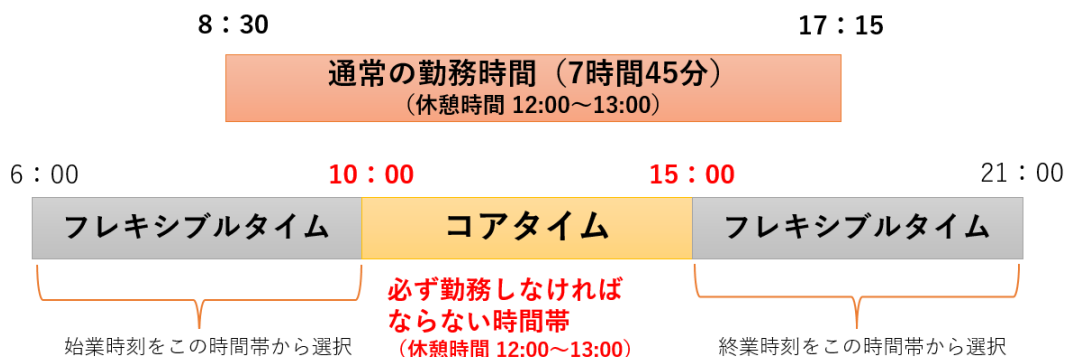 8：30
17：15
通常の勤務時間（7時間45分）
（休憩時間 12:00～13:00）
6：00
10：00
15：00
21：00
フレキシブルタイム
コアタイム
フレキシブルタイム
必ず勤務しなければ
ならない時間帯
（休憩時間 12:00～13:00）
始業時刻をこの時間帯から選択
終業時刻をこの時間帯から選択